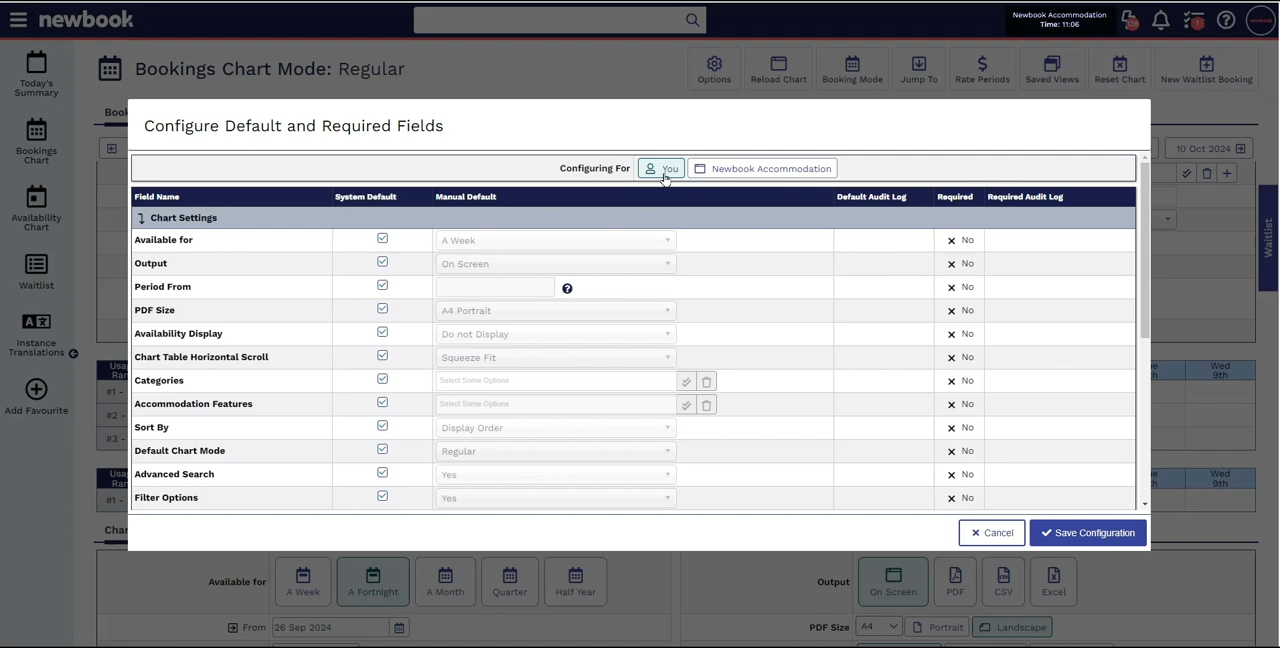 newbook
Newbook Accommodation
Time: 11:06
Today's
Summary
Bookings
Chart
Availability
Chart
Waitlist
Instance
Translations
Add Favourite
Bookings Chart Mode: Regular
Options
Reload Chart
Booking Mode
Jump To
Rate Periods
Saved Views
Reset Chart
New Waitlist Booking
10 Oct 2024
Waitlist
Configure Default and Required Fields
Configuring For You Newbook Accommodation
Field Name System Default Manual Default Default Audit Log Required Required Audit Log
Chart Settings
Available for A Week No
Output On Screen No
Period From No
PDF Size A4 Portrait No
Availability Display Do not Display No
Chart Table Horizontal Scroll Squeeze Fit No
Categories Select Some Options No
Accommodation Features Select Some Options No
Sort By Display Order No
Default Chart Mode Regular No
Advanced Search Yes No
Filter Options Yes No
Cancel Save Configuration
#1 -
#2 -
#3 -
Wed
9th
#1 -
Wed
9th
Available for A Week A Fortnight A Month Quarter Half Year
Output On Screen PDF CSV Excel
From 26 Sep 2024
PDF Size A4 Portrait Landscape